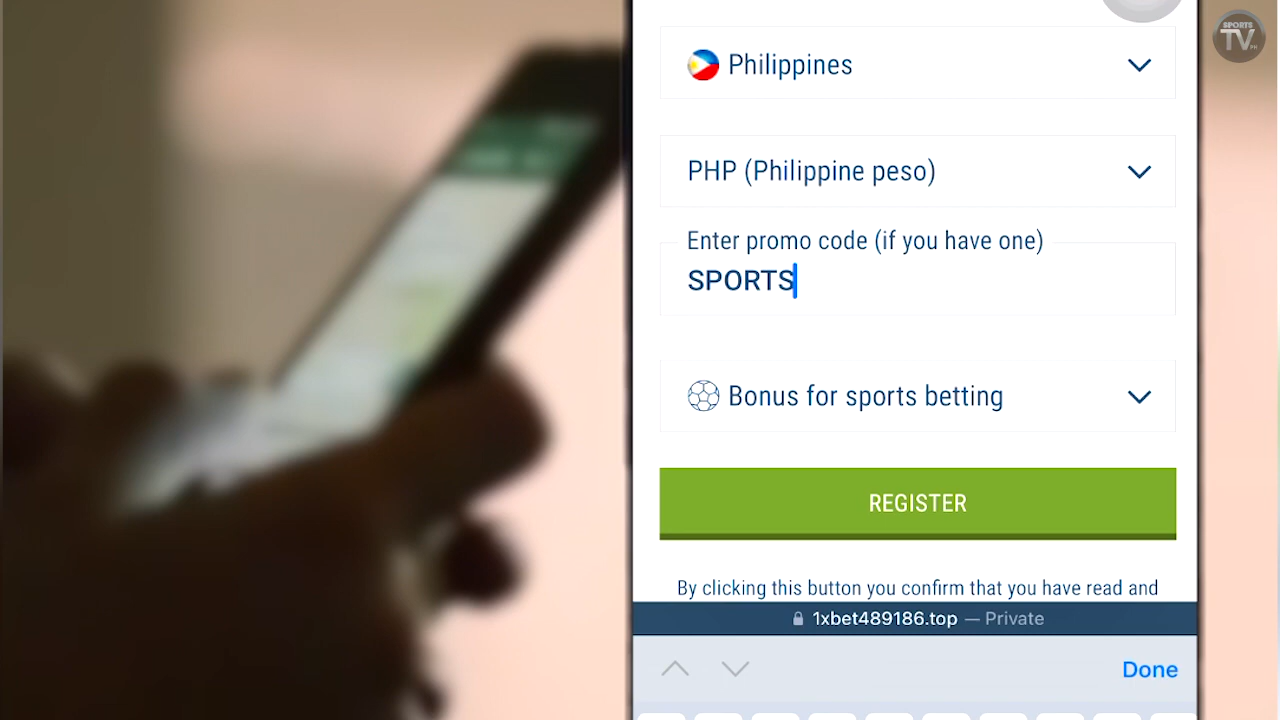 SPORTS
TV PH
Philippines
PHP (Philippine peso)
Enter promo code (if you have one)
SPORTS
Bonus for sports betting
REGISTER
By clicking this button you confirm that you have read and
1xbet489186.top — Private
Done